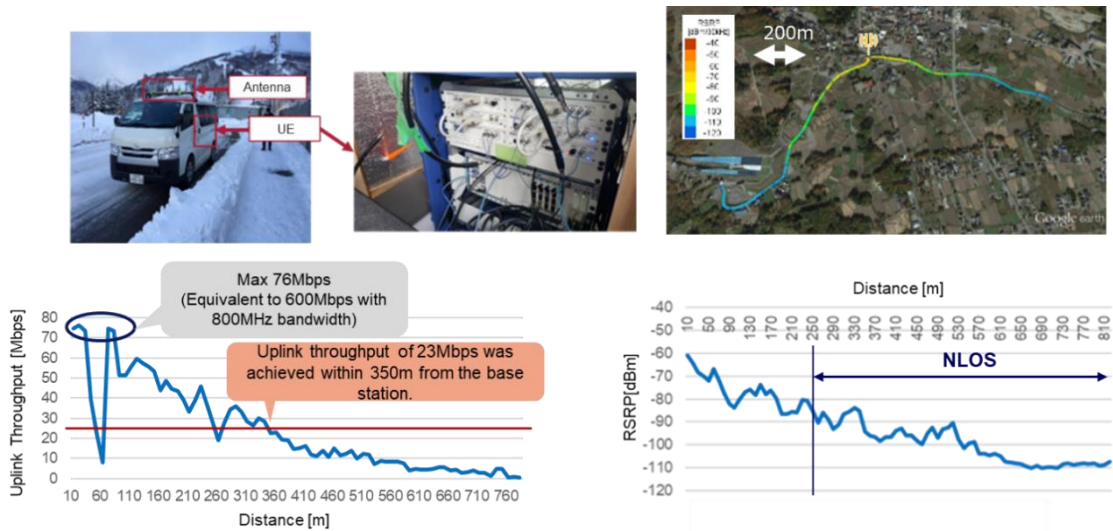 Antenna
UE
RSRP
200m
-40
-50
-60
-70
-80
-90
-100
-110
-120
Google earth
Max 76Mbps
(Equivalent to 600Mbps with
800MHz bandwidth)
Uplink throughput of 23Mbps was
achieved within 350m from the base
station.
Uplink Throughput [Mbps]
80
70
60
50
40
30
20
10
0
10 60 110 160 210 260 310 360 410 460 510 560 610 660 710 760
Distance [m]
Distance [m]
10 50 90 130 170 210 250 290 330 370 410 450 490 530 570 610 650 690 730 770 810
NLOS
RSRP[dBm]
-40
-50
-60
-70
-80
-90
-100
-110
-120